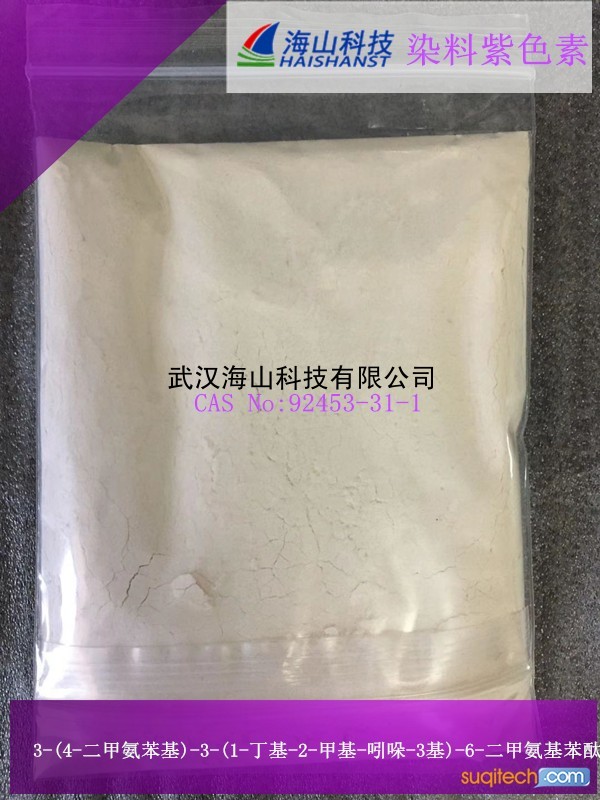 海山科技
HAISHANST
染料紫色素
武汉海山科技有限公司
CAS No:92453-31-1
3-(4-二甲氨苯基)-3-(1-丁基-2-甲基-吲哚-3基)-6-二甲氨基苯酞
suqitech.com